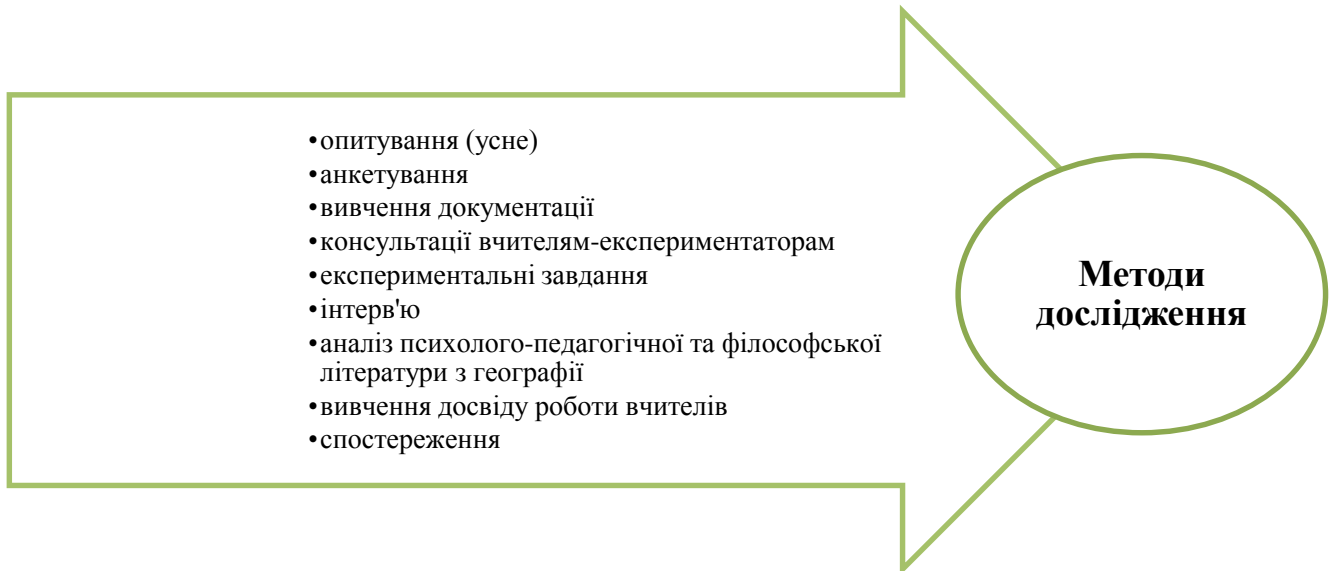 •опитування (усне)
•анкетування
•вивчення документації
•консультації вчителям-експериментаторам
•експериментальні завдання
•інтерв'ю
•аналіз психолого-педагогічної та філософської
літератури з географії
•вивчення досвіду роботи вчителів
•спостереження
Методи
дослідження